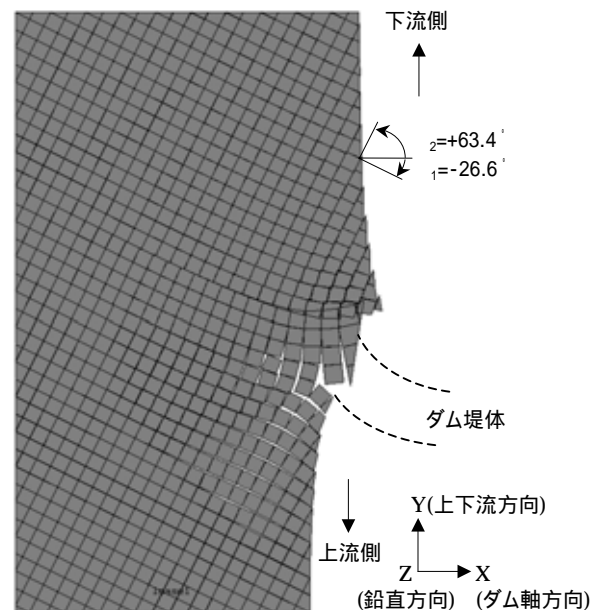 下流側
₂=+63.4°
₁=-26.6°
ダム堤体
Y(上下流方向)
上流側
Z
X
(鉛直方向)
(ダム軸方向)